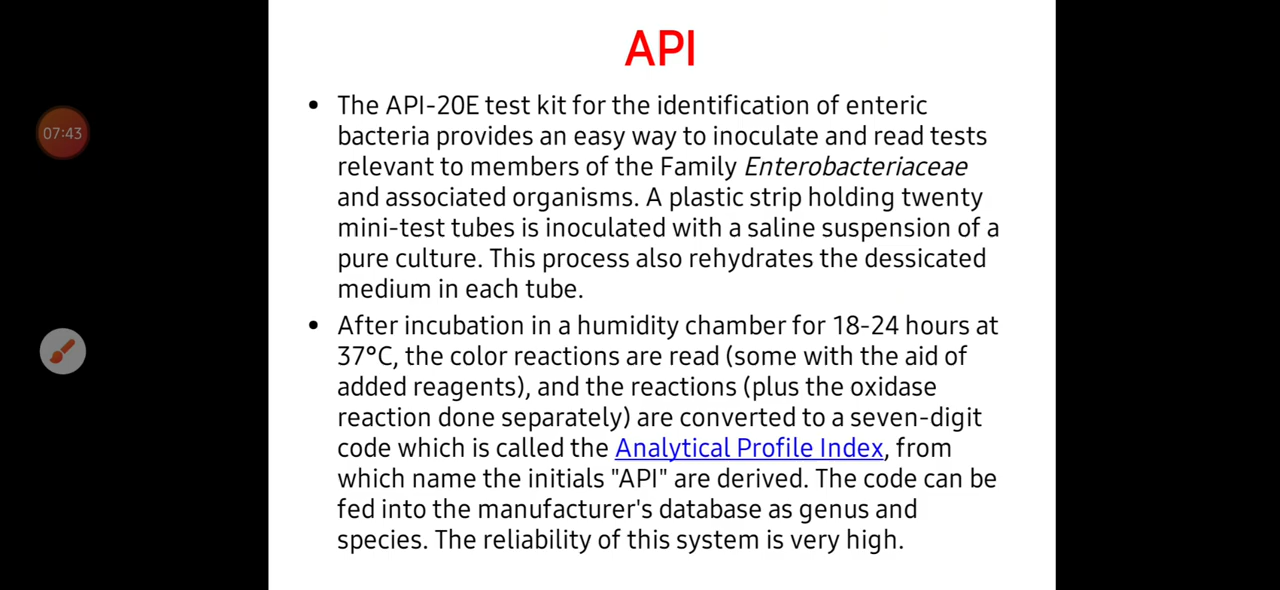 API
07:43
• The API-20E test kit for the identification of enteric
bacteria provides an easy way to inoculate and read tests
relevant to members of the Family Enterobacteriaceae
and associated organisms. A plastic strip holding twenty
mini-test tubes is inoculated with a saline suspension of a
pure culture. This process also rehydrates the dessicated
medium in each tube.
• After incubation in a humidity chamber for 18-24 hours at
37°C, the color reactions are read (some with the aid of
added reagents), and the reactions (plus the oxidase
reaction done separately) are converted to a seven-digit
code which is called the Analytical Profile Index, from
which name the initials "API" are derived. The code can be
fed into the manufacturer's database as genus and
species. The reliability of this system is very high.